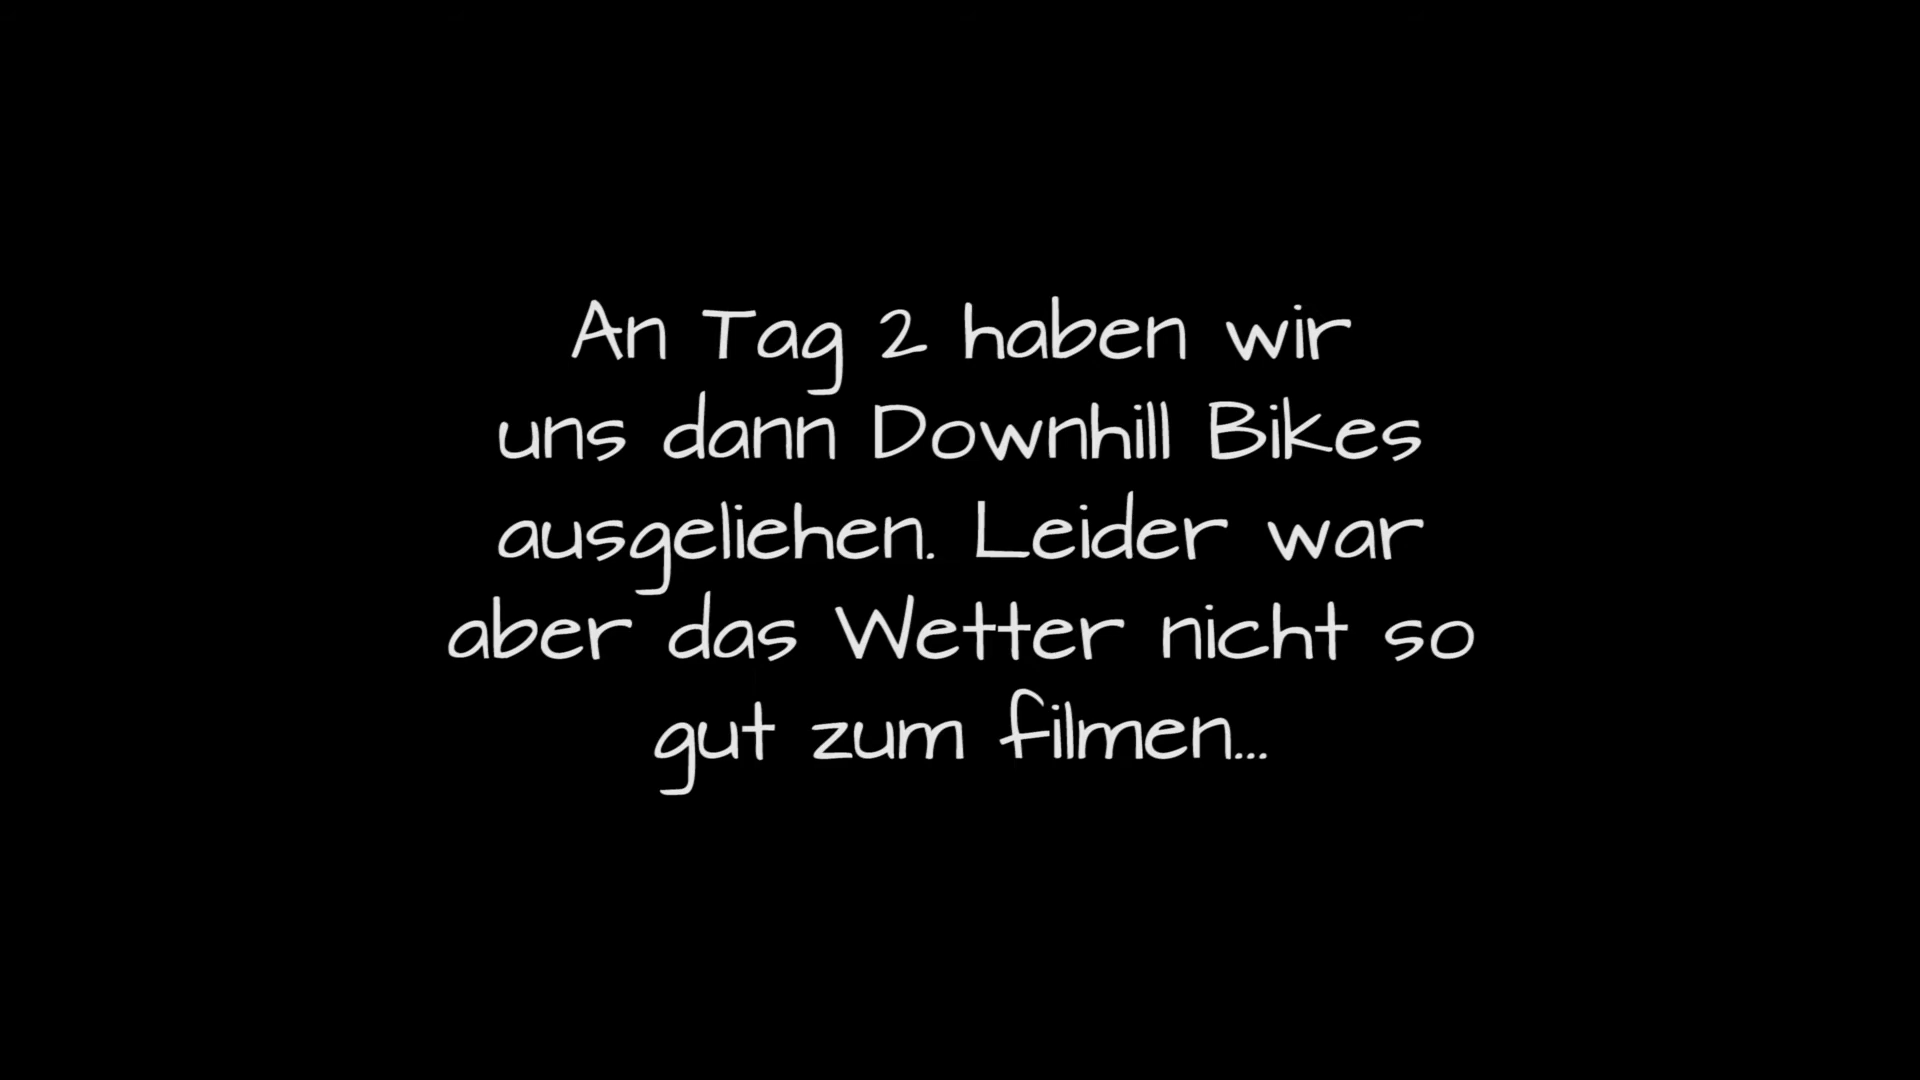 An Tag 2 haben wir
uns dann Downhill Bikes
ausgeliehen. Leider war
aber das Wetter nicht so
gut zum filmen...